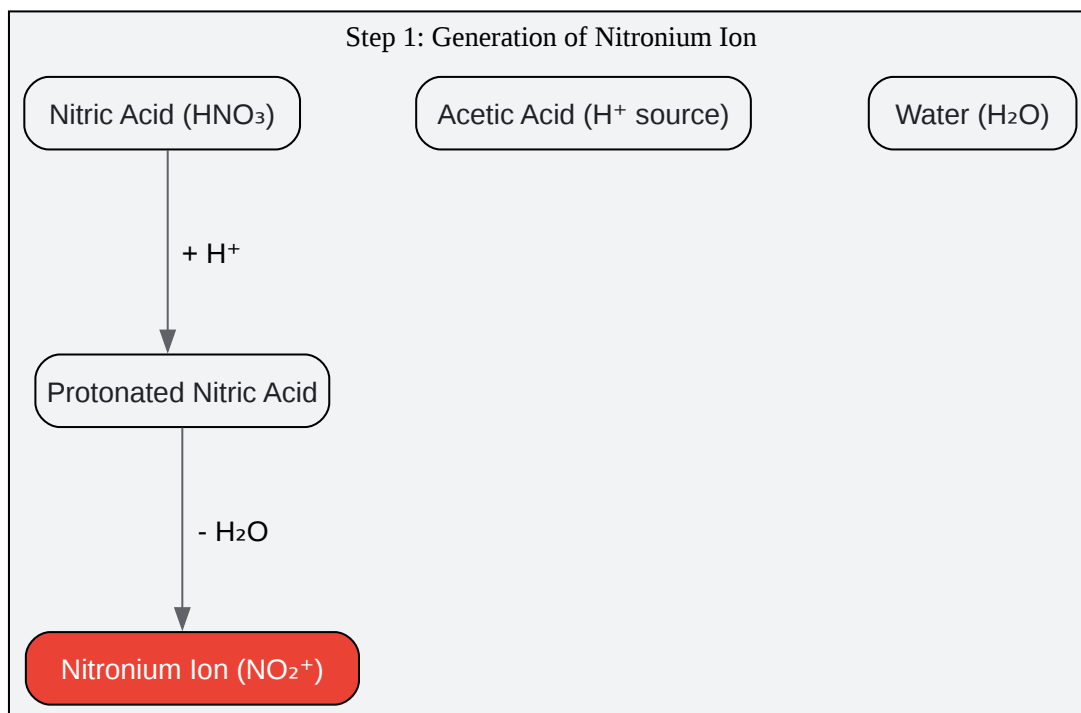 Step 1: Generation of Nitronium Ion
Nitric Acid (HNO₃)
Acetic Acid (H⁺ source)
Water (H₂O)
+ H⁺
Protonated Nitric Acid
- H₂O
Nitronium Ion (NO₂⁺)